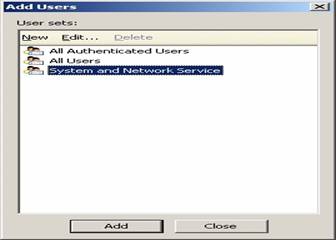 Add Users
User sets:
New Edit... Delete
All Authenticated Users
All Users
System and Network Service
Add Close